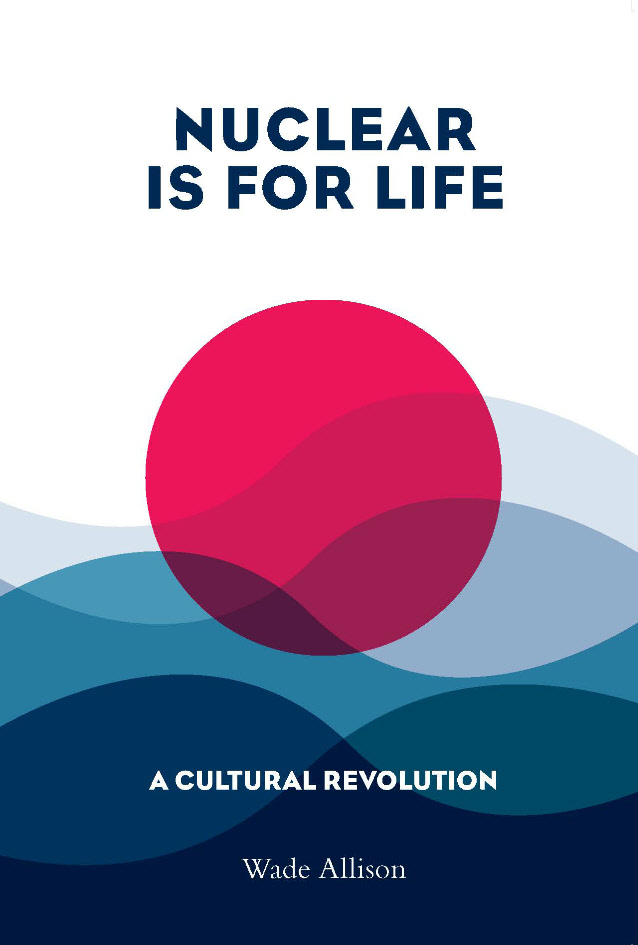 NUCLEAR
IS FOR LIFE
A CULTURAL REVOLUTION
Wade Allison